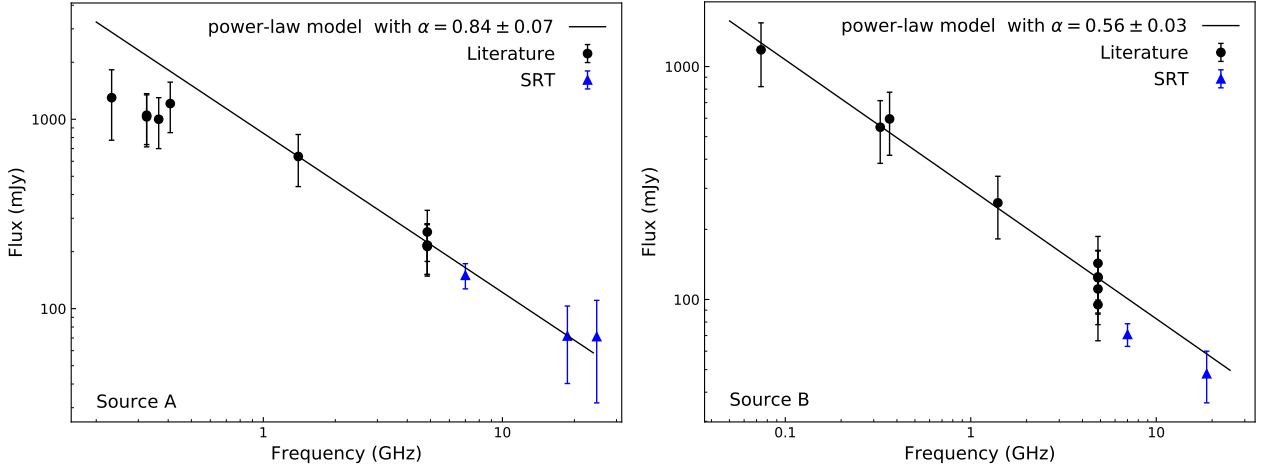 power-law model with α = 0.84 ± 0.07
Literature
SRT
1000
100
Flux (mJy)
Source A
1
10
Frequency (GHz)
power-law model with α = 0.56 ± 0.03
Literature
SRT
1000
100
Flux (mJy)
Source B
0.1
1
10
Frequency (GHz)